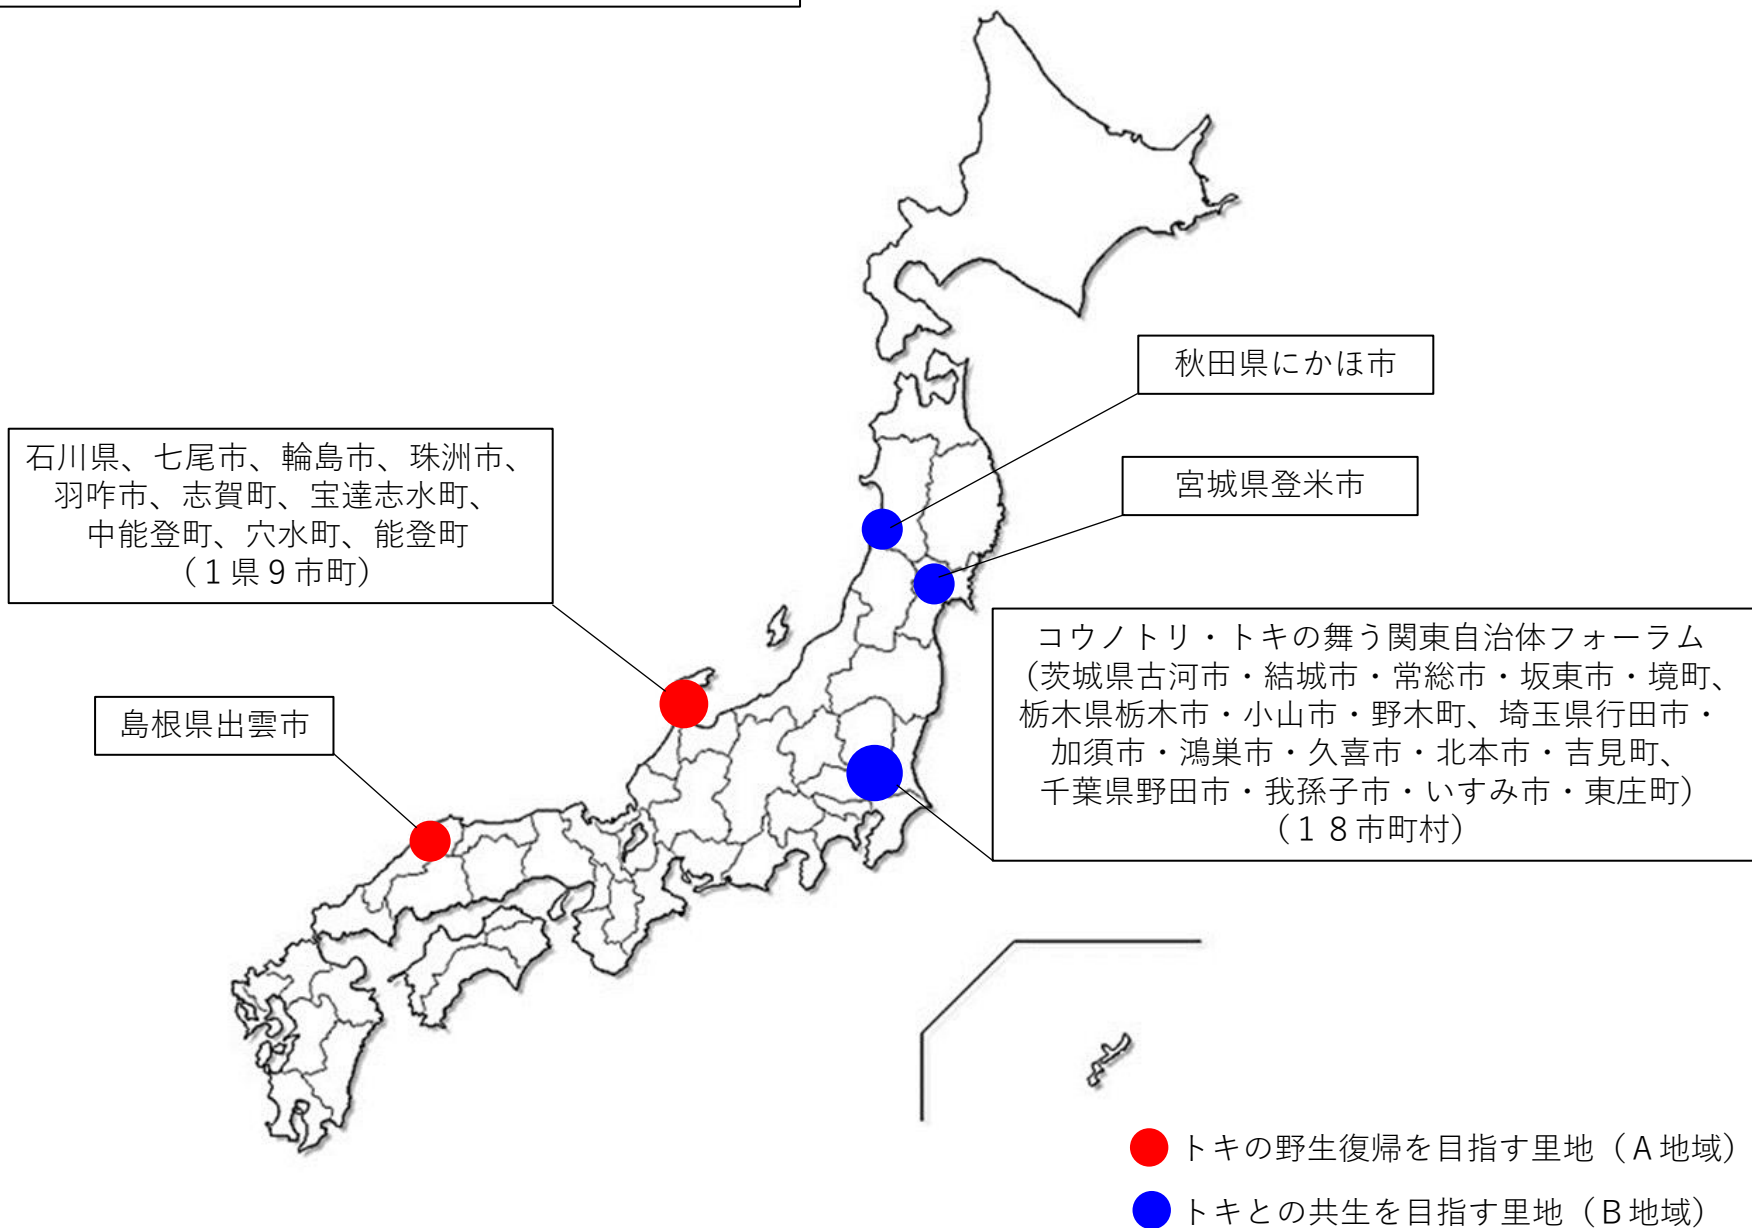 秋田県にかほ市
石川県、七尾市、輪島市、珠洲市、
羽咋市、志賀町、宝達志水町、
中能登町、穴水町、能登町
（１県９市町）
宮城県登米市
コウノトリ・トキの舞う関東自治体フォーラム
（茨城県古河市・結城市・常総市・坂東市・境町、
栃木県栃木市・小山市・野木町、埼玉県行田市・
加須市・鴻巣市・久喜市・北本市・吉見町、
千葉県野田市・我孫子市・いすみ市・東庄町）
（１８市町村）
島根県出雲市
トキの野生復帰を目指す里地（Ａ地域）
トキとの共生を目指す里地（Ｂ地域）